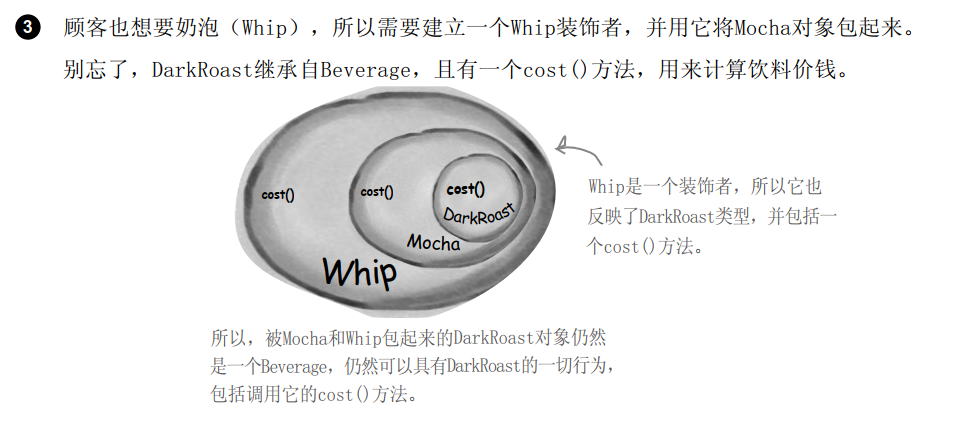 3 顾客也想要奶泡（Whip），所以需要建立一个Whip装饰者，并用它将Mocha对象包起来。
别忘了，DarkRoast继承自Beverage，且有一个cost()方法，用来计算饮料价钱。
cost()
cost()
cost()
DarkRoast
Mocha
Whip
Whip是一个装饰者，所以它也
反映了DarkRoast类型，并包括一
个cost()方法。
所以，被Mocha和Whip包起来的DarkRoast对象仍然
是一个Beverage，仍然可以具有DarkRoast的一切行为，
包括调用它的cost()方法。